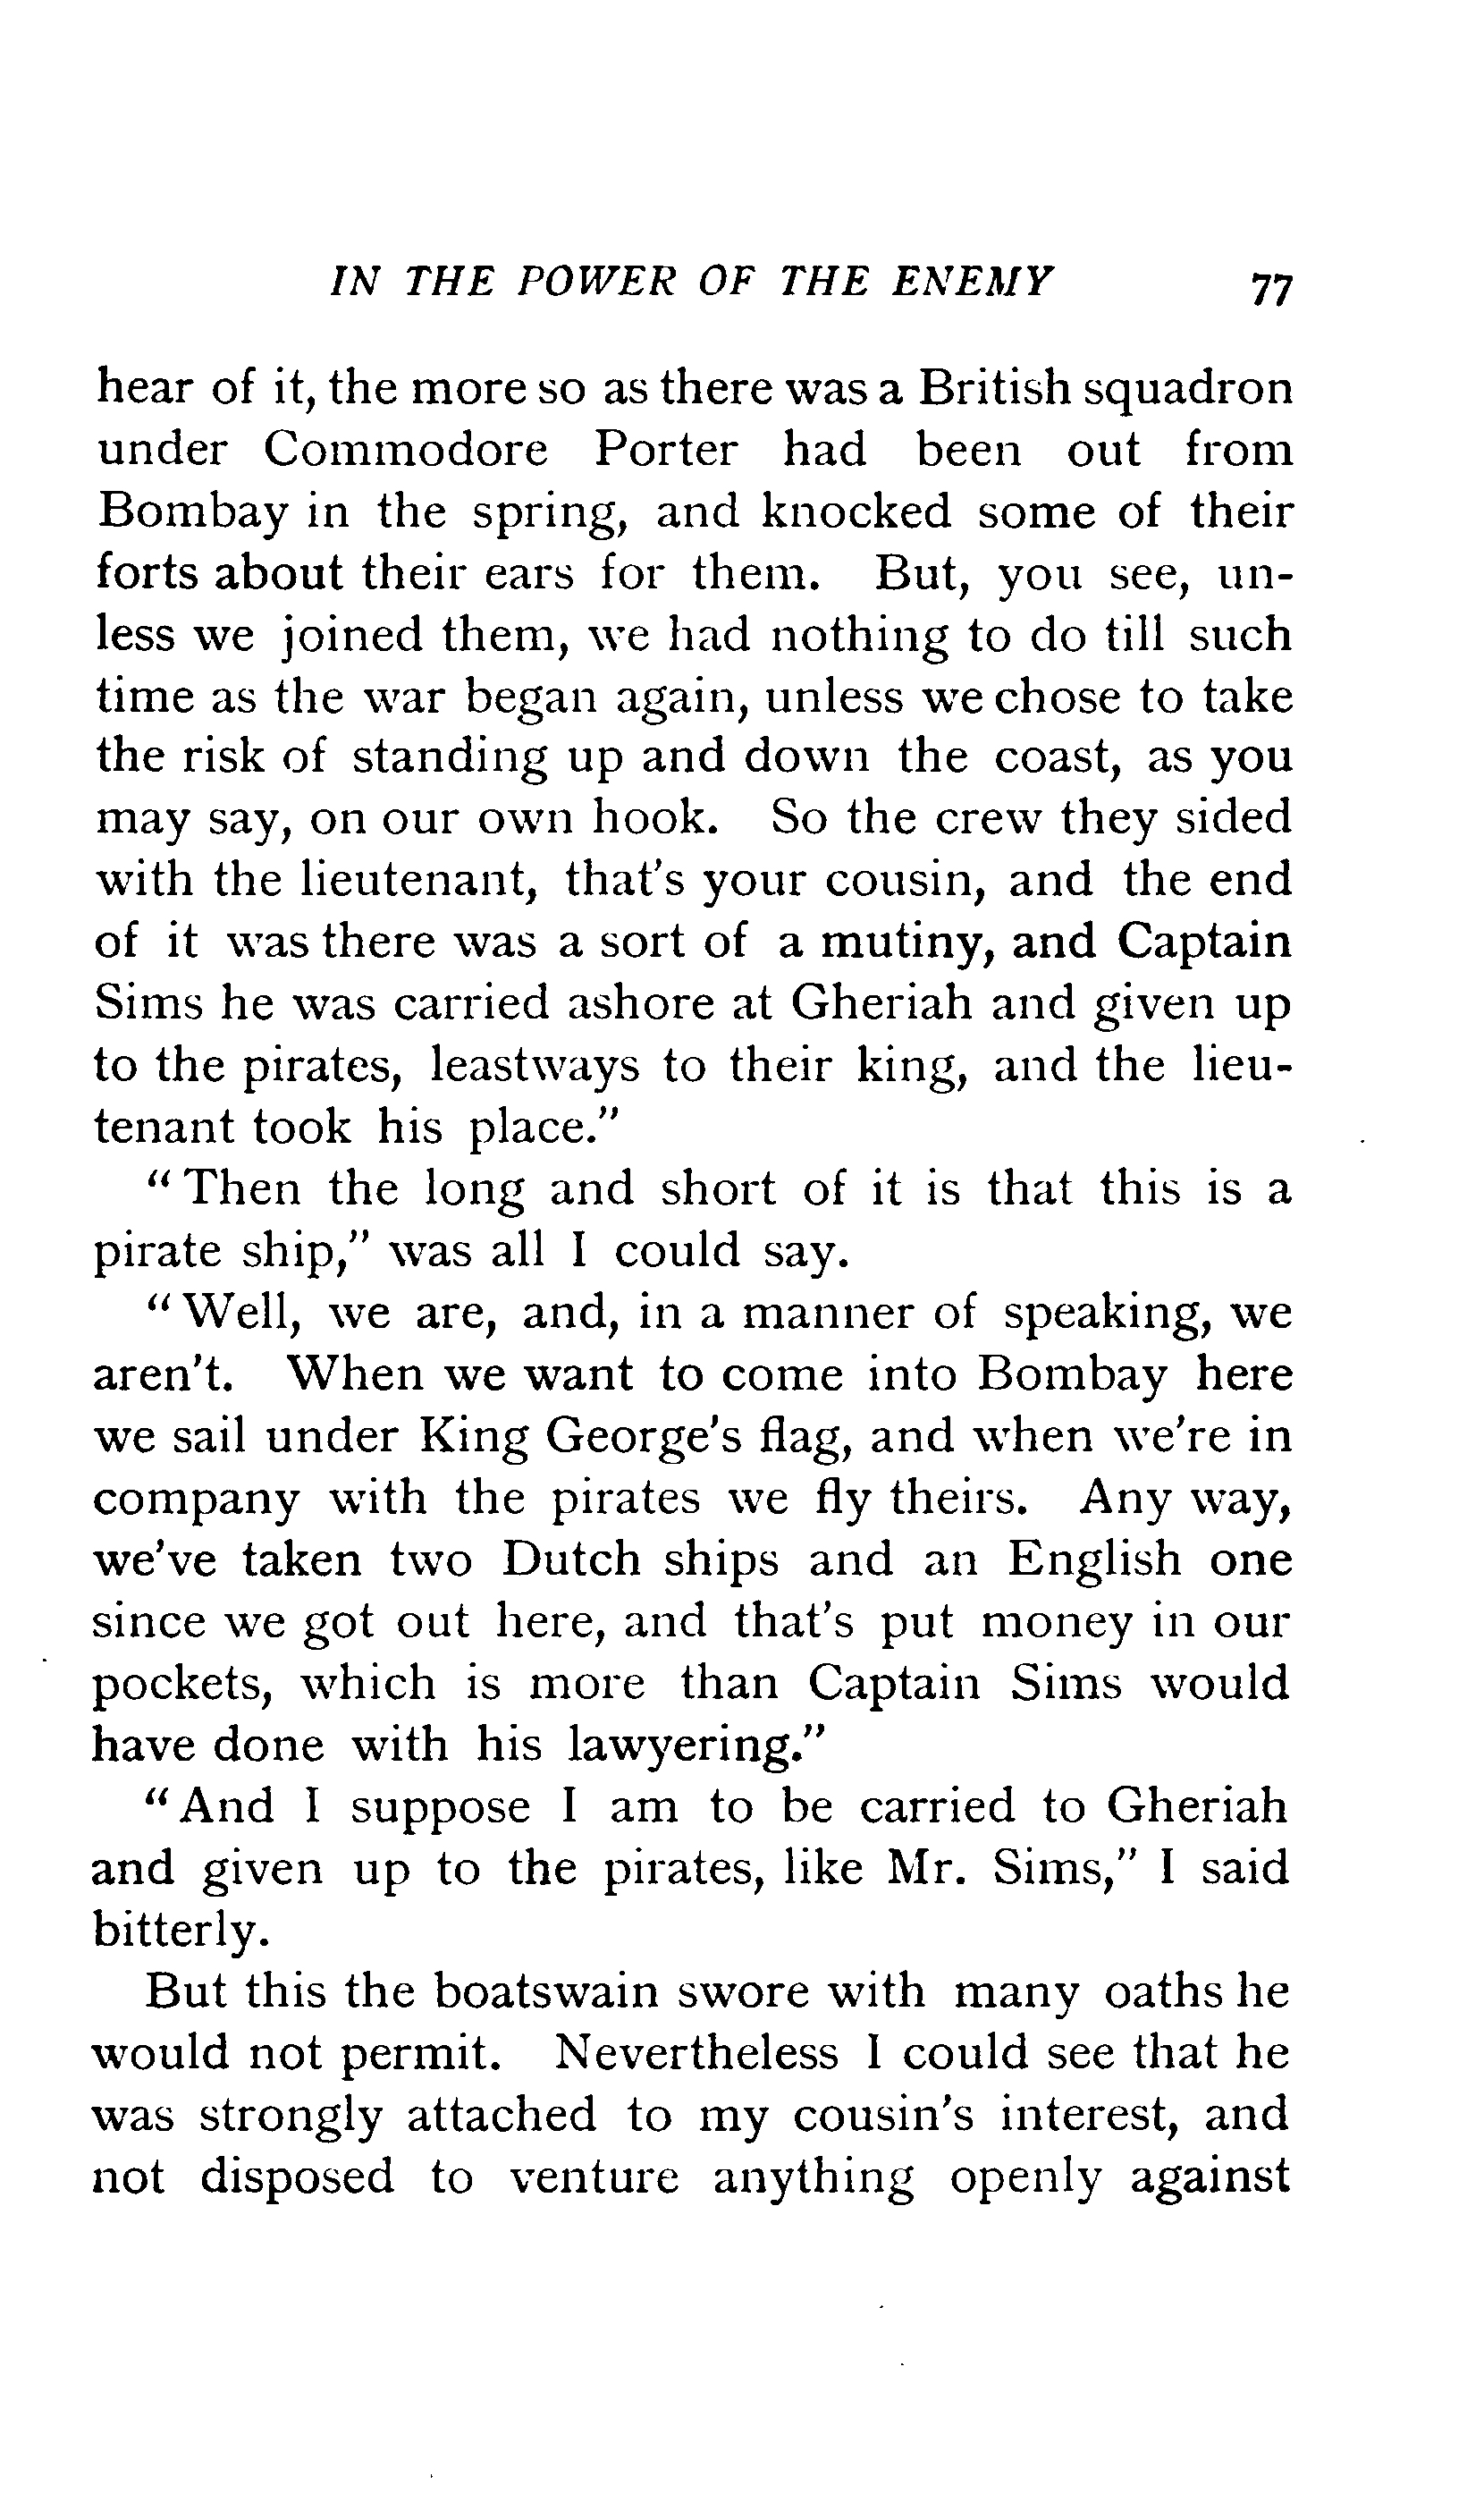 IN THE POWER OF THE ENEMY 77
hear of it, the more so as there was a British squadron
under Commodore Porter had been out from
Bombay in the spring, and knocked some of their
forts about their ears for them. But, you see, un-
less we joined them, we had nothing to do till such
time as the war began again, unless we chose to take
the risk of standing up and down the coast, as you
may say, on our own hook. So the crew they sided
with the lieutenant, that's your cousin, and the end
of it was there was a sort of a mutiny, and Captain
Sims he was carried ashore at Gheriah and given up
to the pirates, leastways to their king, and the lieu-
tenant took his place."
"Then the long and short of it is that this is a
pirate ship," was all I could say.
"Well, we are, and, in a manner of speaking, we
aren't. When we want to come into Bombay here
we sail under King George's flag, and when we're in
company with the pirates we fly theirs. Any way,
we've taken two Dutch ships and an English one
since we got out here, and that's put money in our
pockets, which is more than Captain Sims would
have done with his lawyering."
"And I suppose I am to be carried to Gheriah
and given up to the pirates, like Mr. Sims," I said
bitterly.
But this the boatswain swore with many oaths he
would not permit. Nevertheless I could see that he
was strongly attached to my cousin's interest, and
not disposed to venture anything openly against